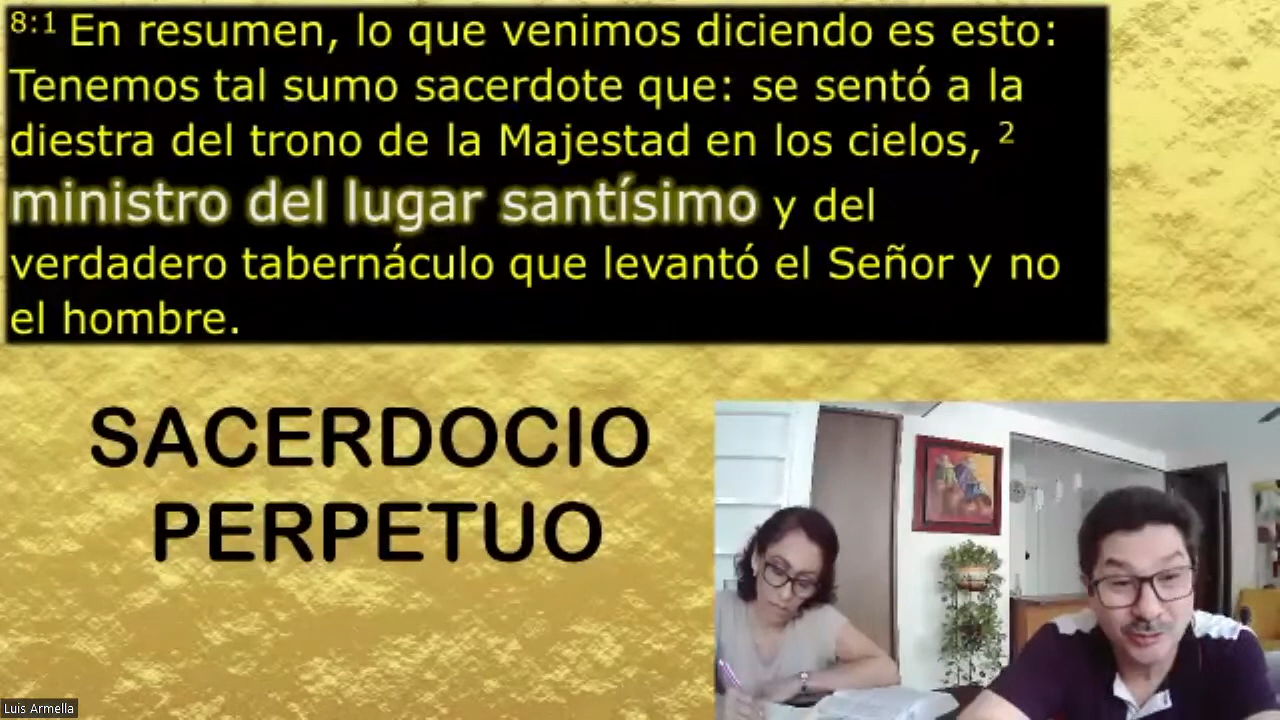 8:1 En resumen, lo que venimos diciendo es esto:
Tenemos tal sumo sacerdote que: se sentó a la
diestra del trono de la Majestad en los cielos, 2
ministro del lugar santísimo y del
verdadero tabernáculo que levantó el Señor y no
el hombre.
SACERDOCIO
PERPETUO
Luis Armella